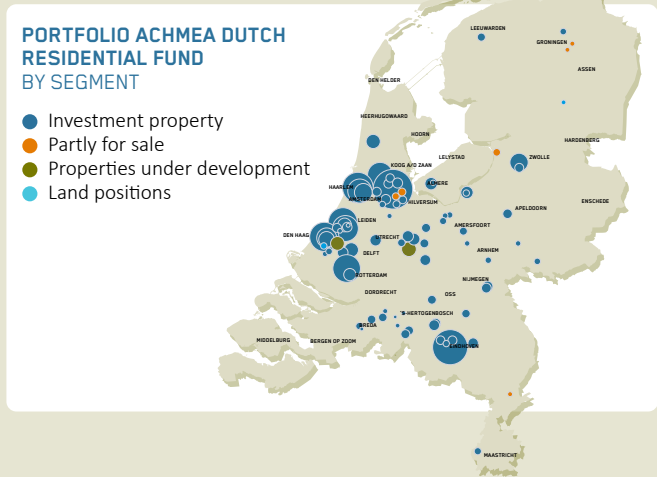 PORTFOLIO ACHMEA DUTCH
RESIDENTIAL FUND
BY SEGMENT
Investment property
Partly for sale
Properties under development
Land positions
LEEUWARDEN
GRONINGEN
ASSEN
DEN HELDER
HEERHUGOWAARD
HOORN
HARDENBERG
LELYSTAD
ZWOLLE
KOOG A/D ZAAN
HAARLEM
ALMERE
AMSTERDAM
HILVERSUM
ENSCHEDE
APELDOORN
LEIDEN
AMERSFOORT
DEN HAAG
UTRECHT
ARNHEM
DELFT
ROTTERDAM
NIJMEGEN
DORDRECHT
OSS
'S-HERTOGENBOSCH
BREDA
MIDDELBURG
BERGEN OP ZOOM
EINDHOVEN
MAASTRICHT